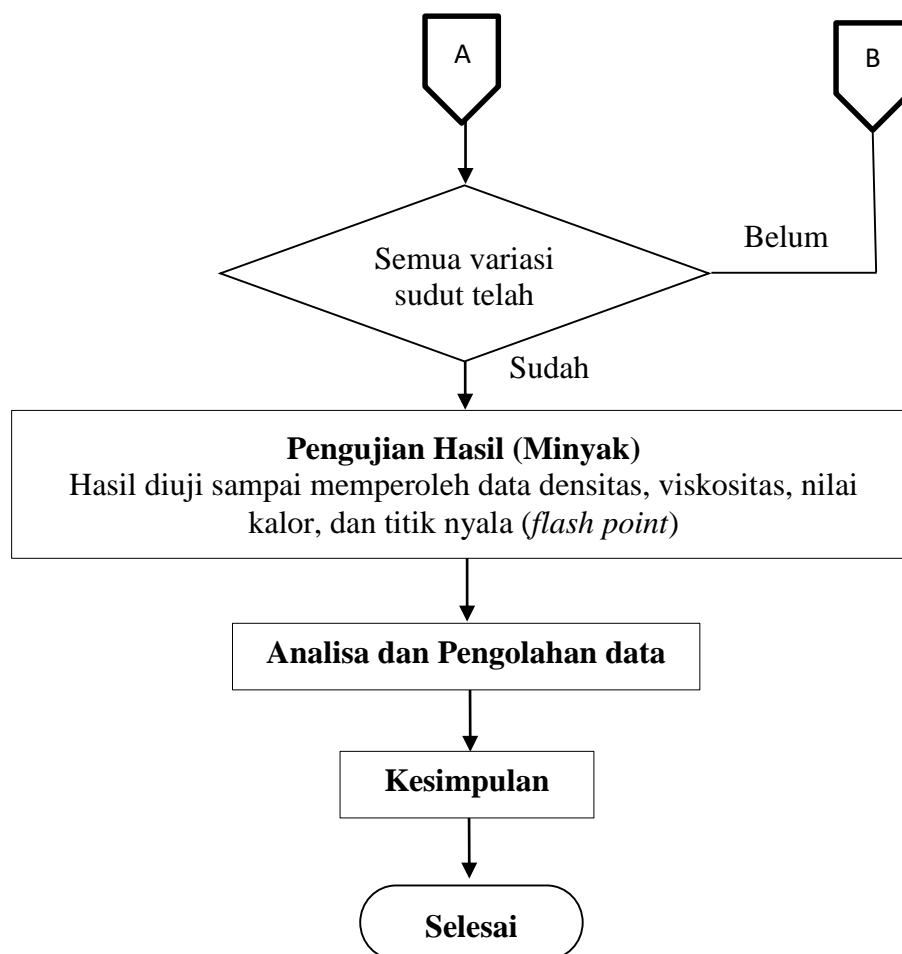 A
B
Belum
Semua variasi
sudut telah
Sudah
Pengujian Hasil (Minyak)
Hasil diuji sampai memperoleh data densitas, viskositas, nilai
kalor, dan titik nyala (flash point)
Analisa dan Pengolahan data
Kesimpulan
Selesai